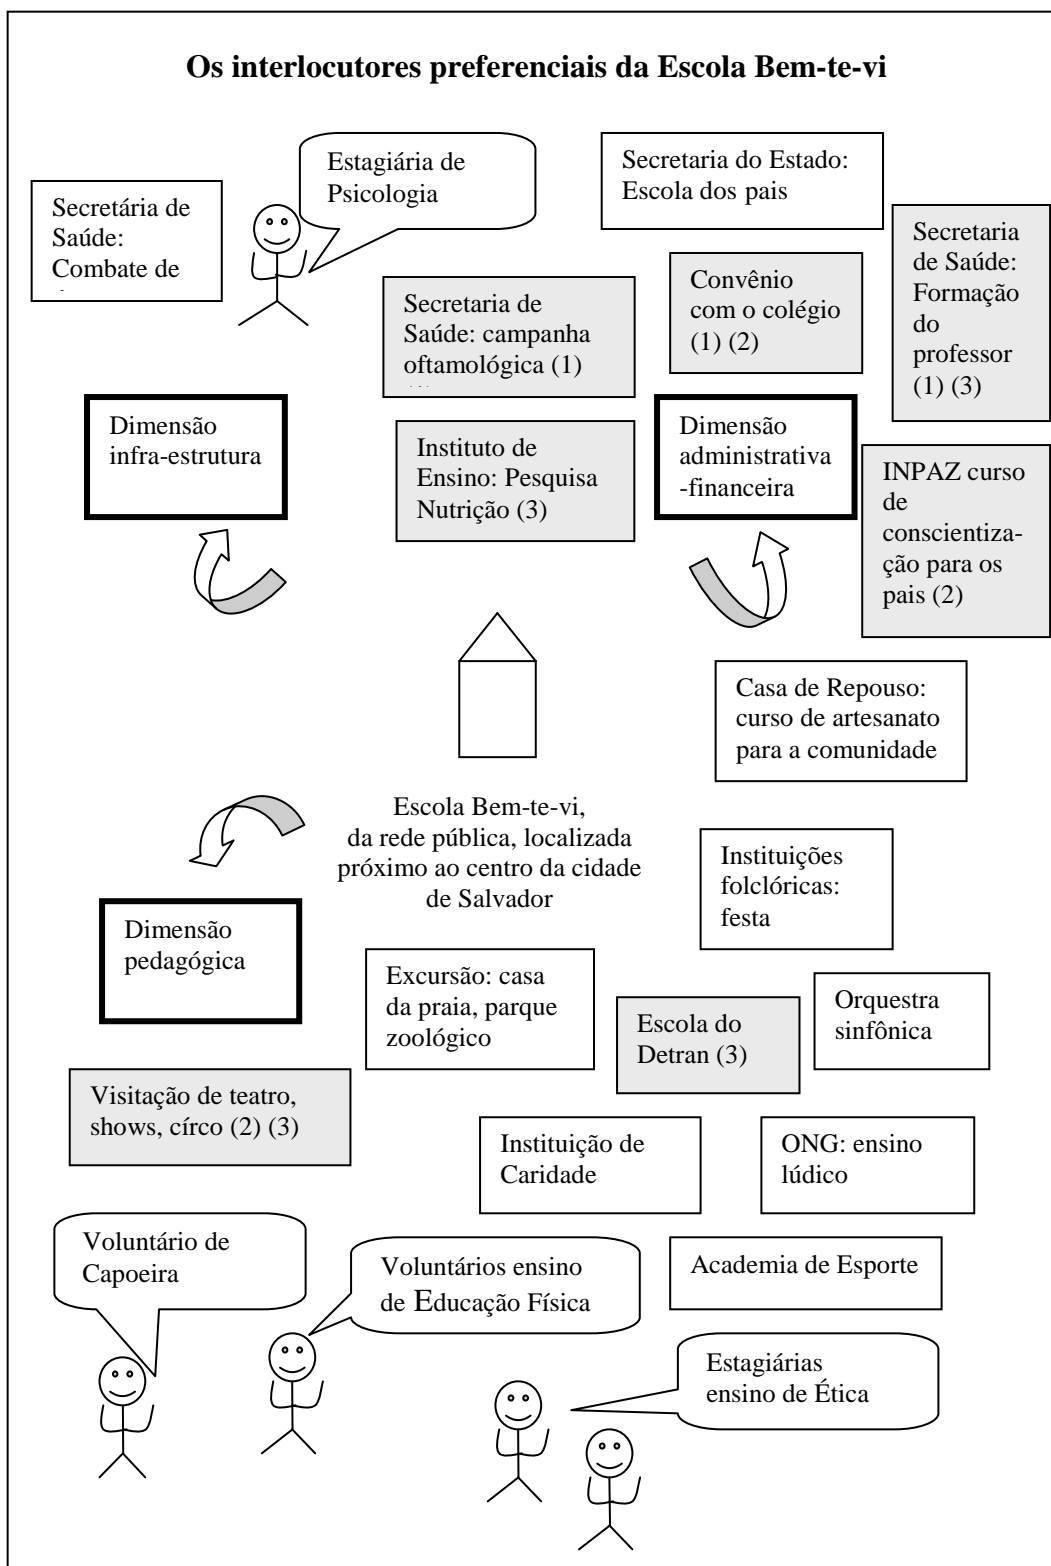 Os interlocutores preferenciais da Escola Bem-te-vi
Estagiária de
Psicologia
Secretaria do Estado:
Escola dos pais
Secretária de
Saúde:
Combate de
Secretaria
de Saúde:
Formação
do
professor
(1) (3)
Convênio
com o colégio
(1) (2)
Secretaria de
Saúde: campanha
oftamológica (1)
Dimensão
infra-estrutura
Instituto de
Ensino: Pesquisa
Nutrição (3)
Dimensão
administrativa
-financeira
INPAZ curso
de
conscientiza-
ção para os
pais (2)
Casa de Repouso:
curso de artesanato
para a comunidade
Escola Bem-te-vi,
da rede pública, localizada
próximo ao centro da cidade
de Salvador
Instituições
folclóricas:
festa
Dimensão
pedagógica
Excursão: casa
da praia, parque
zoológico
Escola do
Detran (3)
Orquestra
sinfônica
Visitação de teatro,
shows, círco (2) (3)
Instituição de
Caridade
ONG: ensino
lúdico
Voluntário de
Capoeira
Voluntários ensino
de Educação Física
Academia de Esporte
Estagiárias
ensino de Ética